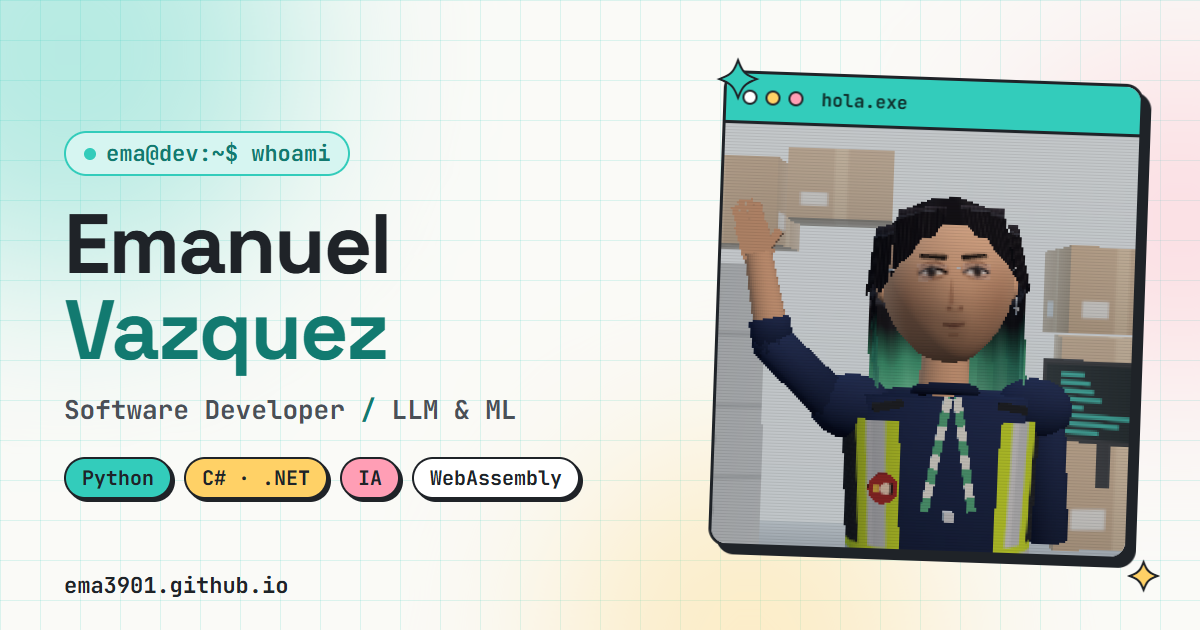 ema@dev:~$ whoami
Emanuel
Vazquez
Software Developer / LLM & ML
Python
C# · .NET
IA
WebAssembly
ema3901.github.io
hola.exe